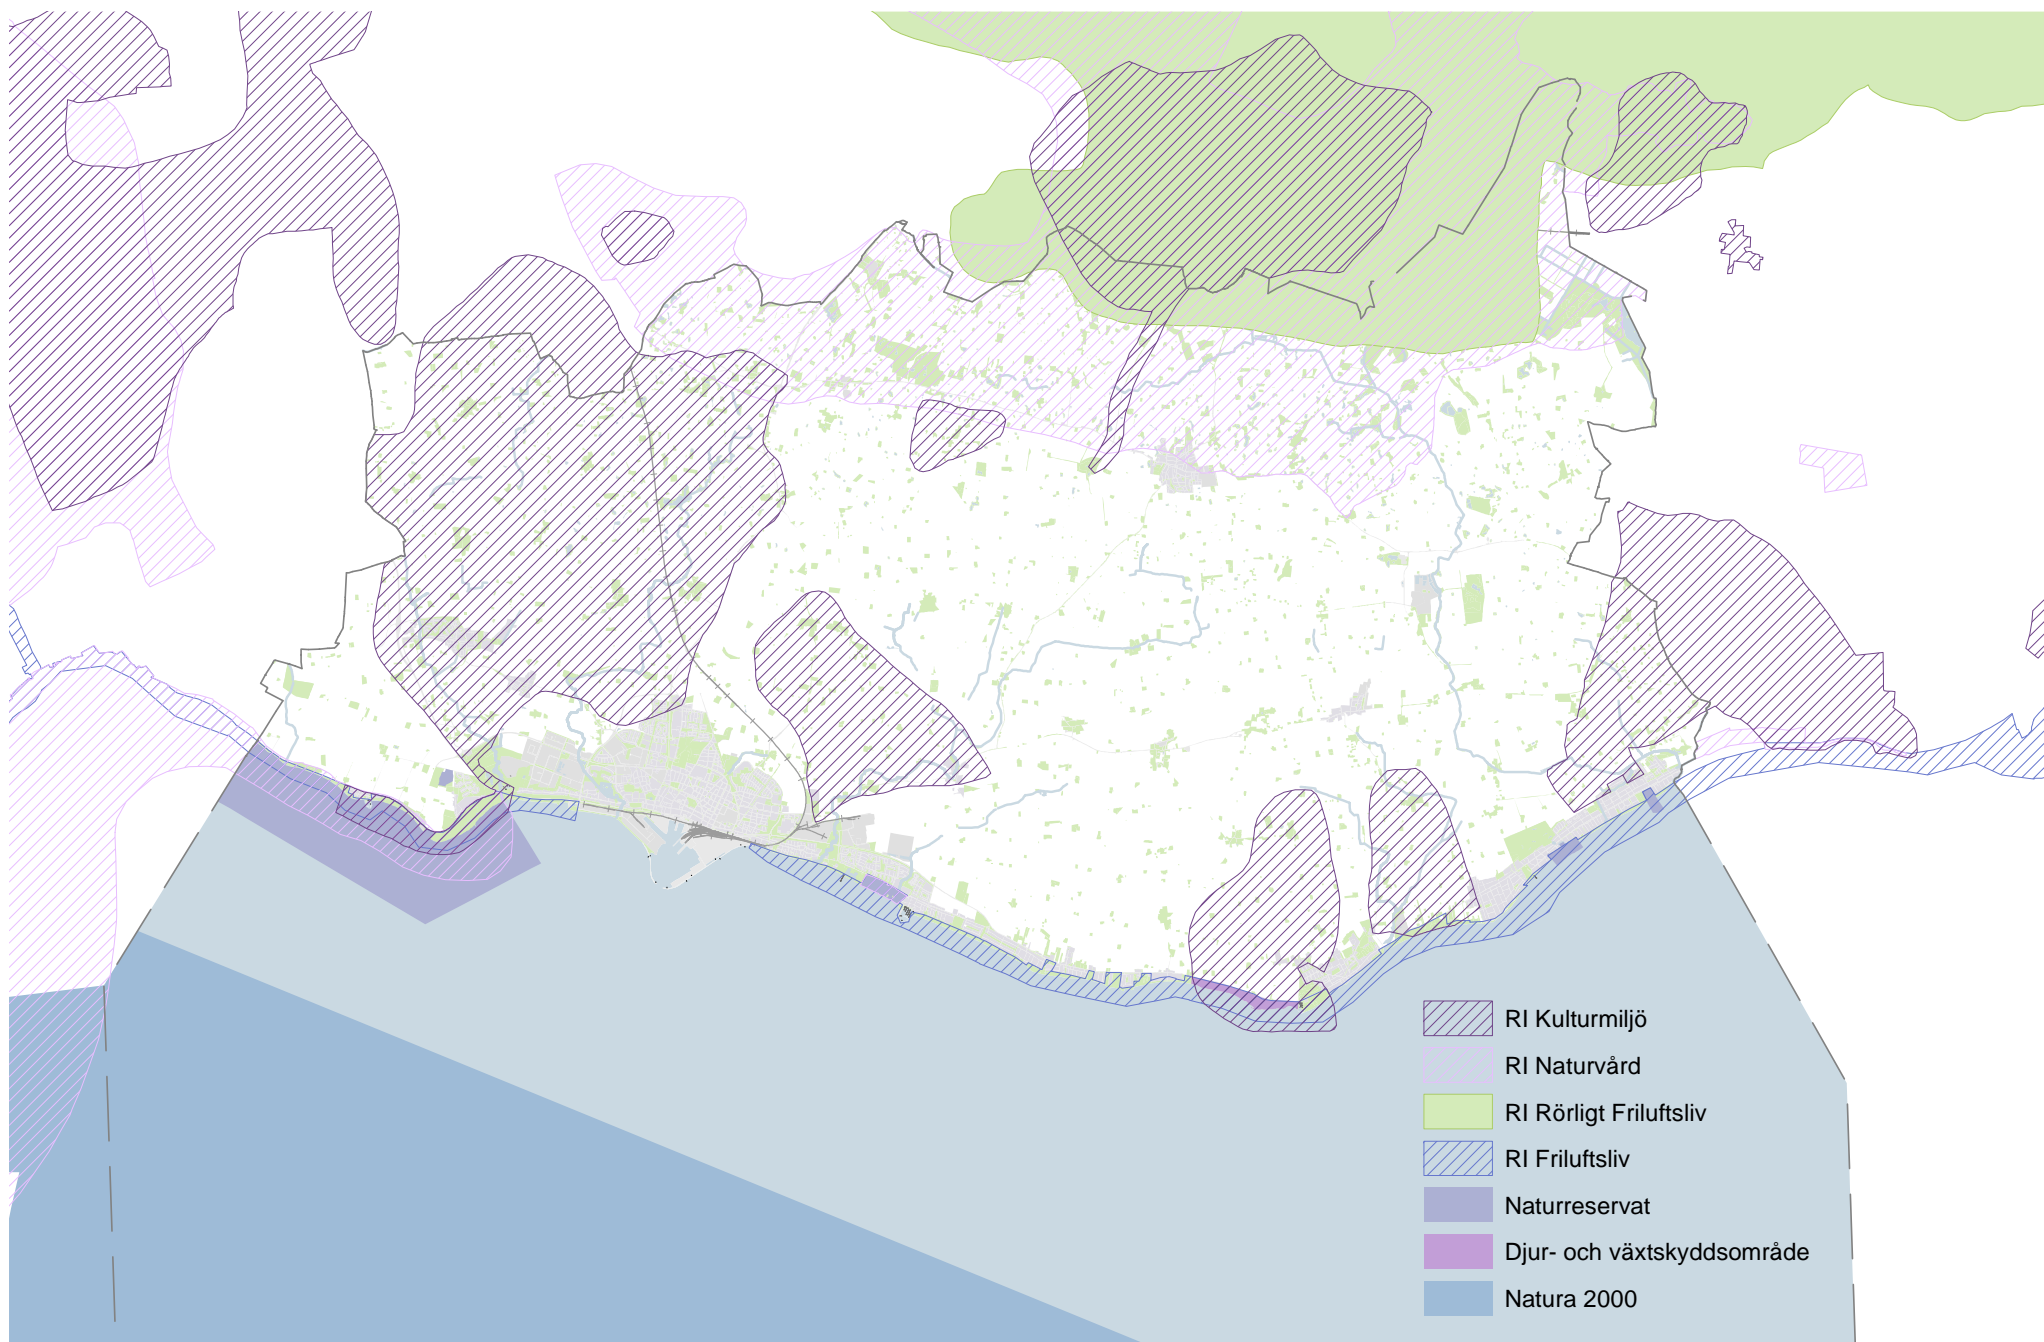 RI Kulturmiljö
RI Naturvård
RI Rörligt Friluftsliv
RI Friluftsliv
Naturreservat
Djur- och växtskyddsområde
Natura 2000